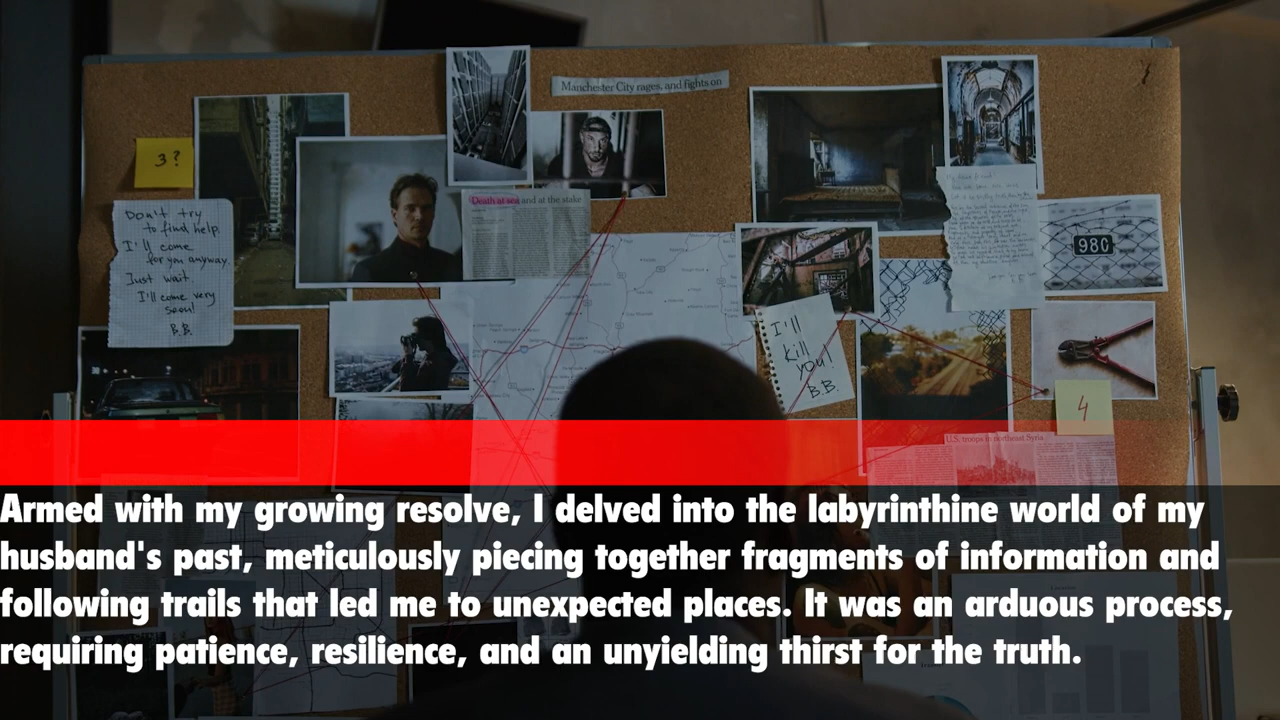 Manchester City rages, and fights on
3?
Don't try
to find help.
I'll come
for you anyway.
Just wait.
I'll come very
soon!
B.B.
Death at sea and at the stake
980
I'll
kill
you!
B.B.
4
U.S. troops in northeast Syria
Armed with my growing resolve, I delved into the labyrinthine world of my
husband's past, meticulously piecing together fragments of information and
following trails that led me to unexpected places. It was an arduous process,
requiring patience, resilience, and an unyielding thirst for the truth.